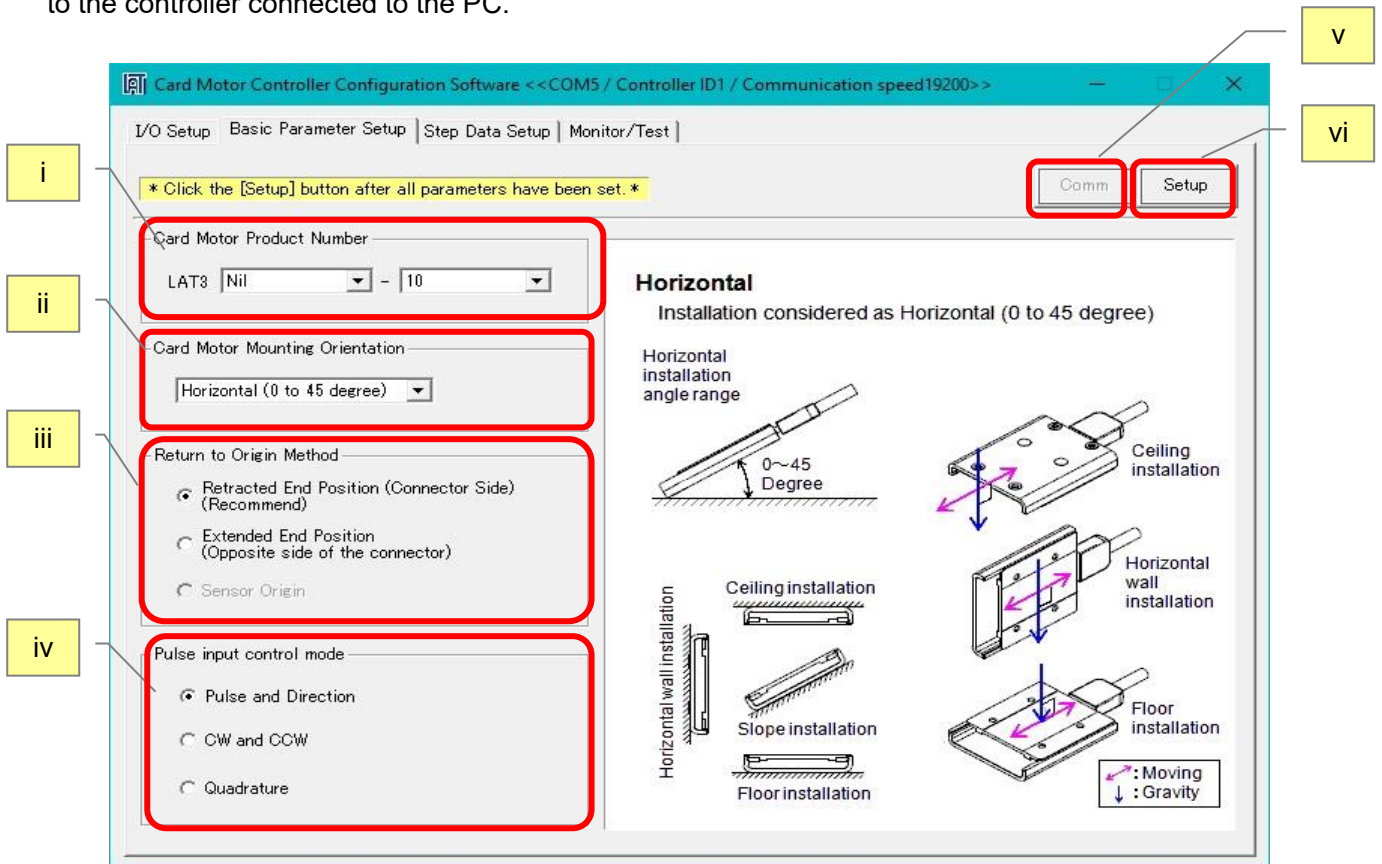 to the controller connected to the PC.
v
Card Motor Controller Configuration Software <<COM5 / Controller ID1 / Communication speed19200>>
I/O Setup Basic Parameter Setup Step Data Setup Monitor/Test
vi
i
* Click the [Setup] button after all parameters have been set. *
Comm Setup
Card Motor Product Number
LAT3 Nil - 10
ii
Card Motor Mounting Orientation
Horizontal (0 to 45 degree)
iii
Return to Origin Method
Retracted End Position (Connector Side)
(Recommend)
Extended End Position
(Opposite side of the connector)
Sensor Origin
iv
Pulse input control mode
Pulse and Direction
CW and CCW
Quadrature
Horizontal
Installation considered as Horizontal (0 to 45 degree)
Horizontal
installation
angle range
0～45
Degree
Ceiling
installation
Horizontal
wall
installation
Horizontal wall installation
Ceiling installation
Slope installation
Floor installation
Floor
installation
: Moving
: Gravity